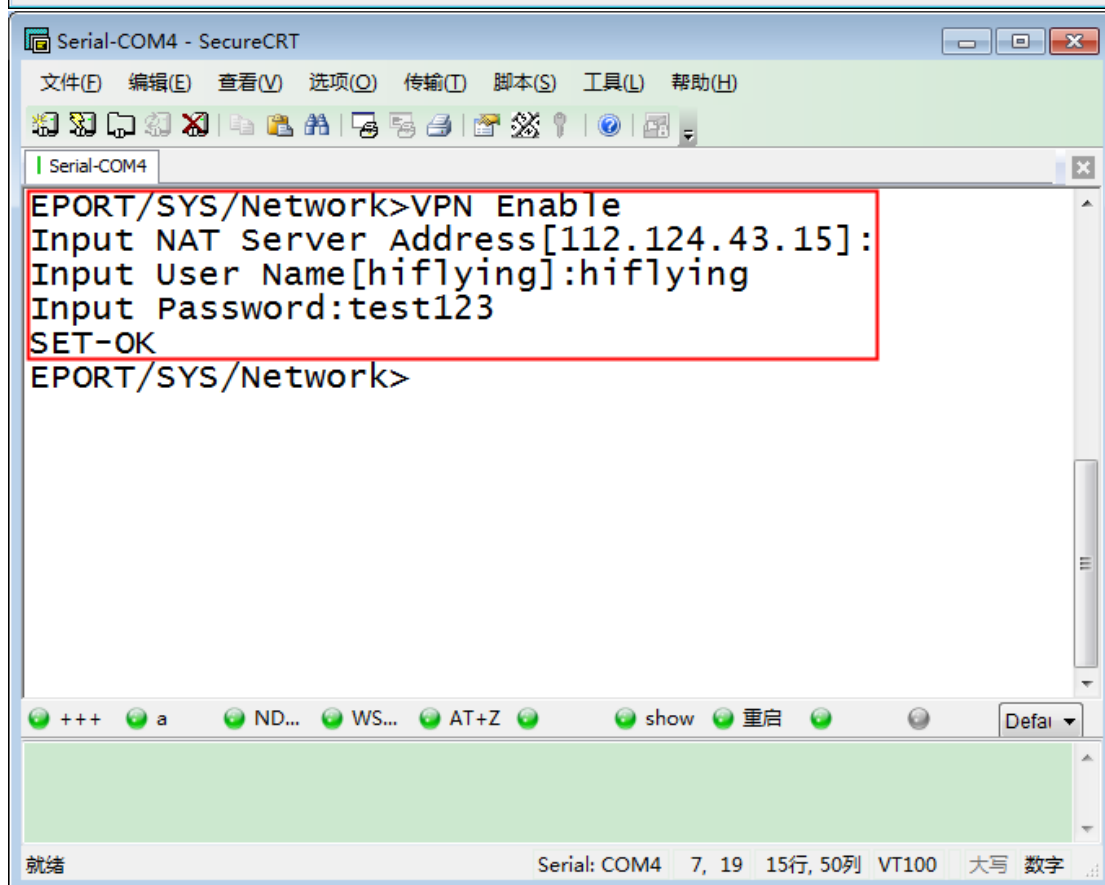 Serial-COM4 - SecureCRT
文件(F) 编辑(E) 查看(V) 选项(O) 传输(T) 脚本(S) 工具(L) 帮助(H)
Serial-COM4
EPORT/SYS/Network>VPN Enable
Input NAT Server Address[112.124.43.15]:
Input User Name[hiflying]:hiflying
Input Password:test123
SET-OK
EPORT/SYS/Network>
+++ a ND... WS... AT+Z show 重启 Defau
就绪 Serial: COM4 7, 19 15行, 50列 VT100 大写 数字